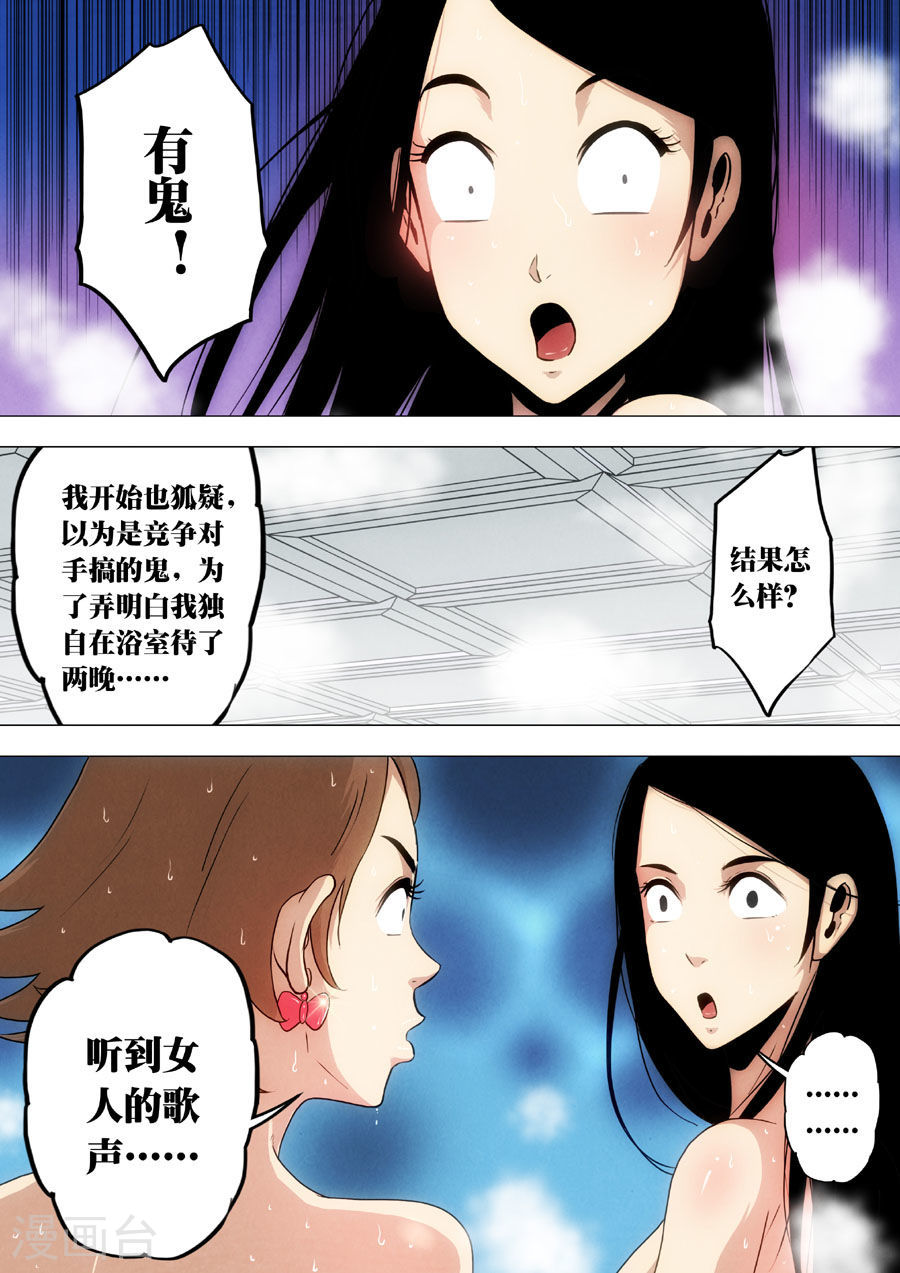 有
鬼
！
我开始也狐疑，
以为是竞争对
手搞的鬼，为
了弄明白我独
自在浴室待了
两晚……
结果怎
么样？
听到女
人的歌
声……
……
……
漫画台